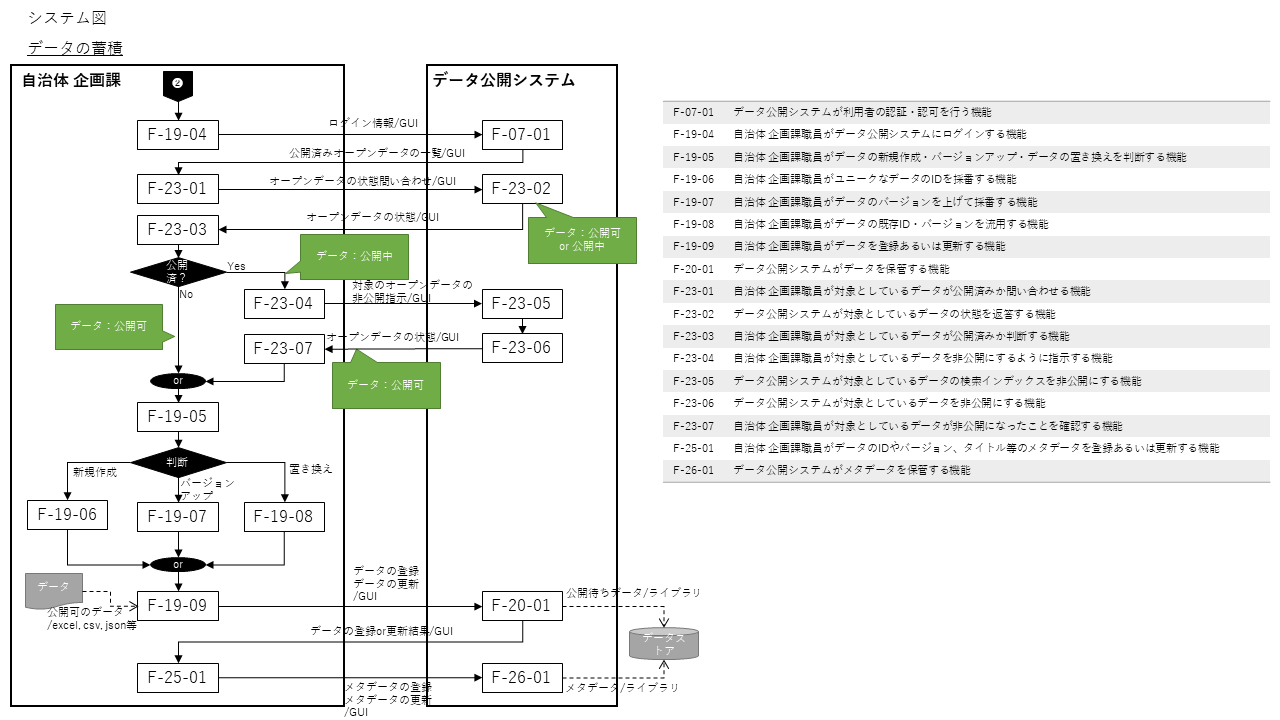 システム図
データの蓄積
自治体 企画課
データ公開システム
❷
F-19-04
ログイン情報/GUI
F-07-01
公開済みオープンデータの一覧/GUI
F-23-01
オープンデータの状態問い合わせ/GUI
F-23-02
オープンデータの状態/GUI
F-23-03
データ：公開可
or 公開中
公開
済？
Yes
No
データ：公開中
F-23-04
対象のオープンデータの
非公開指示/GUI
F-23-05
データ：公開可
F-23-07
オープンデータの状態/GUI
F-23-06
データ：公開可
or
F-19-05
判断
新規作成
バージョン
アップ
置き換え
F-19-06
F-19-07
F-19-08
or
データ
公開可のデータ
/excel, csv, json等
F-19-09
データの登録
データの更新
/GUI
F-20-01
公開待ちデータ/ライブラリ
データの登録or更新結果/GUI
データス
トア
F-25-01
メタデータの登録
メタデータの更新
/GUI
F-26-01
メタデータ/ライブラリ
F-07-01 データ公開システムが利用者の認証・認可を行う機能
F-19-04 自治体 企画課職員がデータ公開システムにログインする機能
F-19-05 自治体 企画課職員がデータの新規作成・バージョンアップ・データの置き換えを判断する機能
F-19-06 自治体 企画課職員がユニークなデータのIDを採番する機能
F-19-07 自治体 企画課職員がデータのバージョンを上げて採番する機能
F-19-08 自治体 企画課職員がデータの既存ID・バージョンを流用する機能
F-19-09 自治体 企画課職員がデータを登録あるいは更新する機能
F-20-01 データ公開システムがデータを保管する機能
F-23-01 自治体 企画課職員が対象としているデータが公開済みか問い合わせる機能
F-23-02 データ公開システムが対象としているデータの状態を返答する機能
F-23-03 自治体 企画課職員が対象としているデータが公開済みか判断する機能
F-23-04 自治体 企画課職員が対象としているデータを非公開にするように指示する機能
F-23-05 データ公開システムが対象としているデータの検索インデックスを非公開にする機能
F-23-06 データ公開システムが対象としているデータを非公開にする機能
F-23-07 自治体 企画課職員が対象としているデータが非公開になったことを確認する機能
F-25-01 自治体 企画課職員がデータのIDやバージョン、タイトル等のメタデータを登録あるいは更新する機能
F-26-01 データ公開システムがメタデータを保管する機能